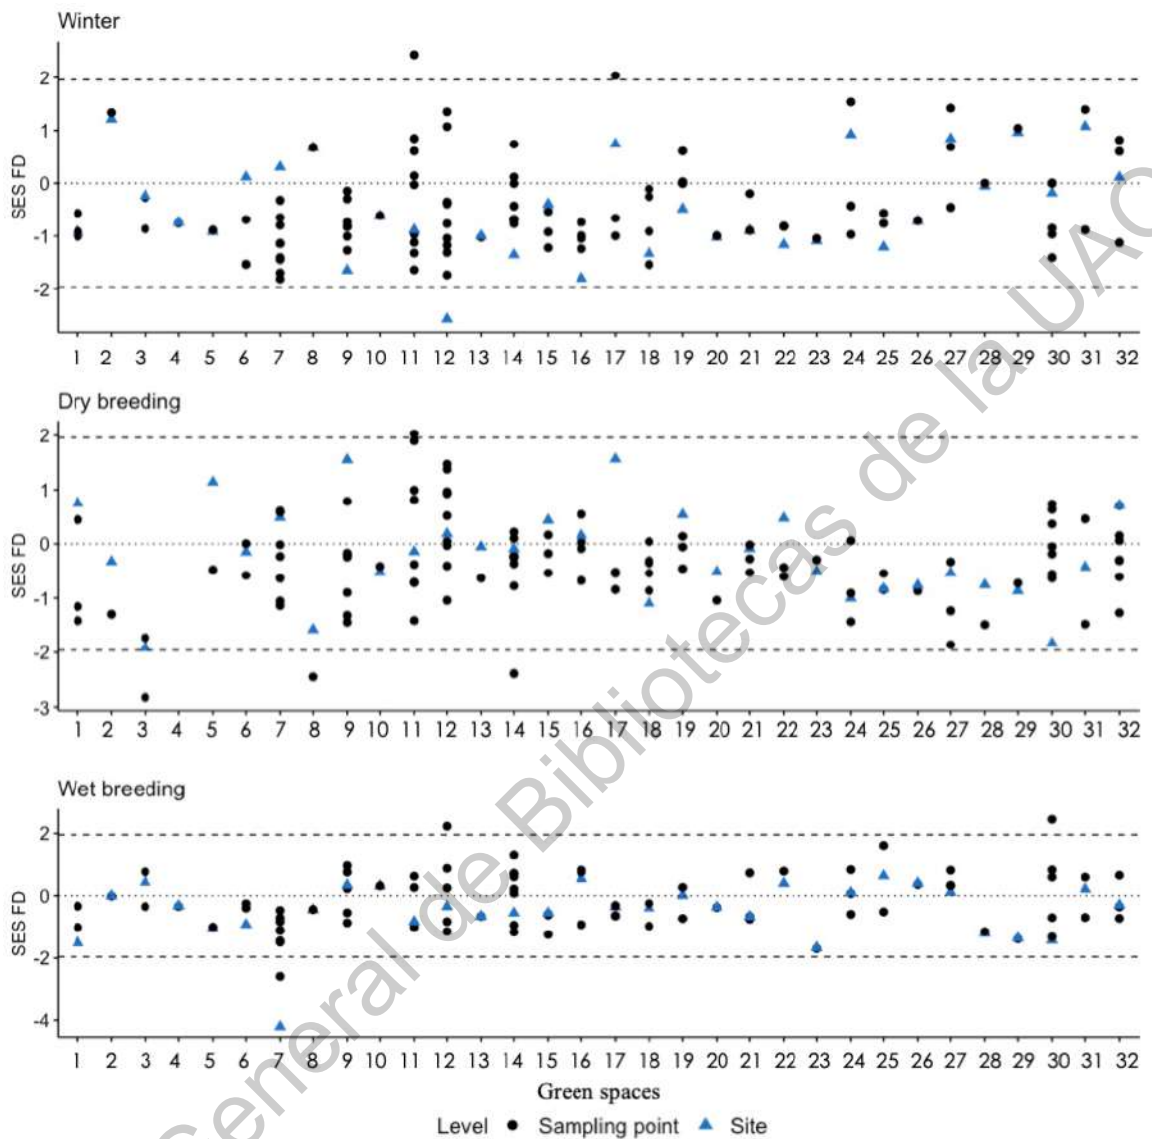 Winter
SES FD
2
1
0
-1
-2
1 2 3 4 5 6 7 8 9 10 11 12 13 14 15 16 17 18 19 20 21 22 23 24 25 26 27 28 29 30 31 32
Dry breeding
SES FD
2
1
0
-1
-2
-3
1 2 3 4 5 6 7 8 9 10 11 12 13 14 15 16 17 18 19 20 21 22 23 24 25 26 27 28 29 30 31 32
Wet breeding
SES FD
2
0
-2
-4
1 2 3 4 5 6 7 8 9 10 11 12 13 14 15 16 17 18 19 20 21 22 23 24 25 26 27 28 29 30 31 32
Green spaces
Level Sampling point Site
General de Bibliotecas de la UAQ